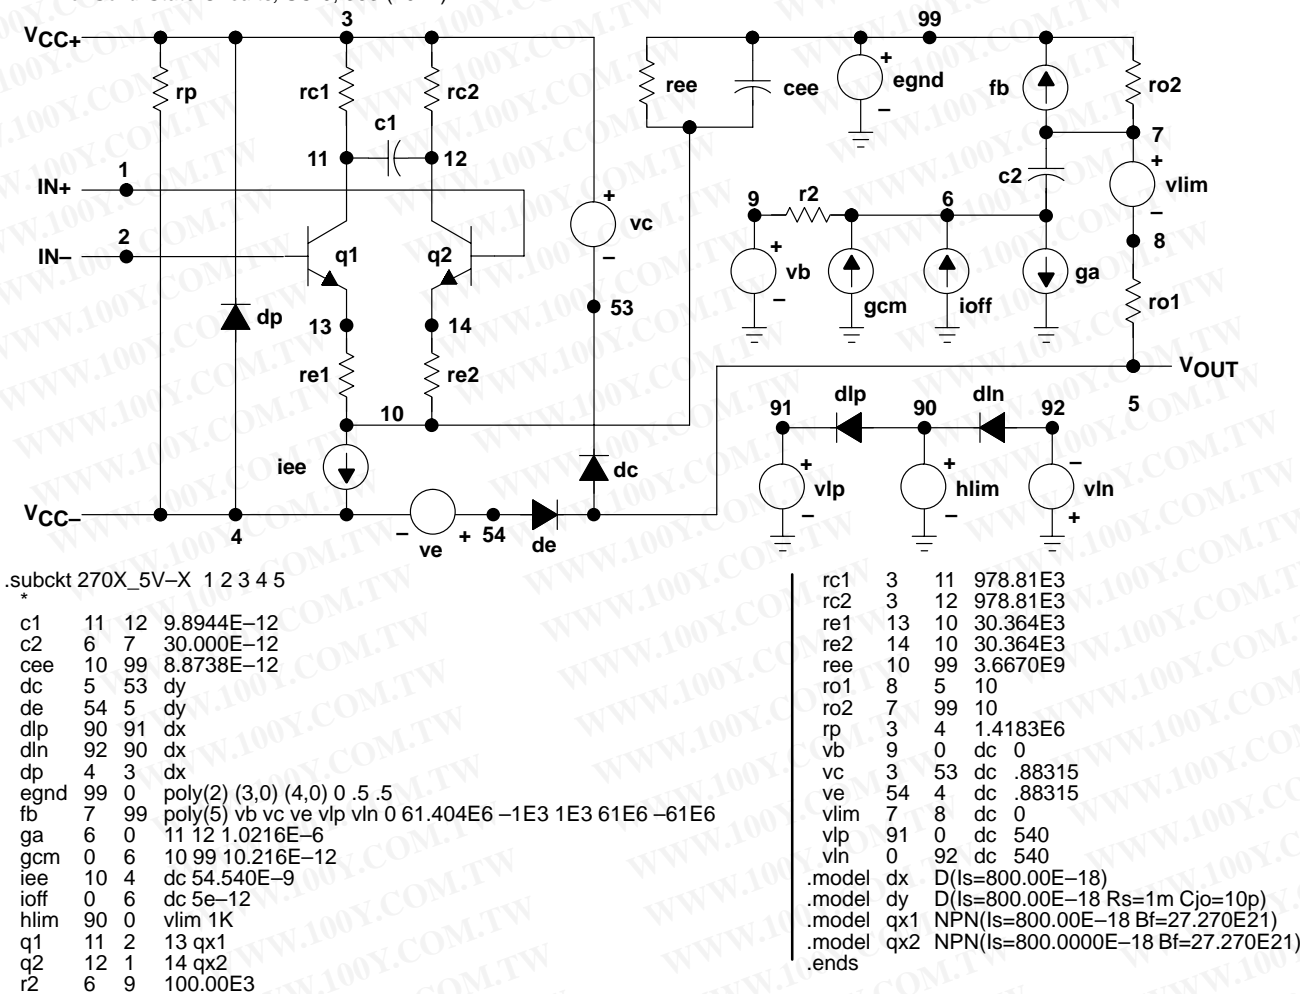 3
99
VCC+
rp
rc1
rc2
c1
11
12
1
IN+
2
IN–
q1
q2
dp
13
14
re1
re2
10
iee
VCC–
4
ve
54
de
dc
vc
53
ree
cee
egnd
fb
ro2
7
c2
vlim
8
ro1
9
r2
6
vb
gcm
ioff
ga
VOUT
5
91
dlp
90
dln
92
vlp
hlim
vln
.subckt 270X_5V–X 1 2 3 4 5
*
c1 11 12 9.8944E–12
c2 6 7 30.000E–12
cee 10 99 8.8738E–12
dc 5 53 dy
de 54 5 dy
dlp 90 91 dx
dln 92 90 dx
dp 4 3 dx
egnd 99 0 poly(2) (3,0) (4,0) 0 .5 .5
fb 7 99 poly(5) vb vc ve vlp vln 0 61.404E6 –1E3 1E3 61E6 –61E6
ga 6 0 11 12 1.0216E–6
gcm 0 6 10 99 10.216E–12
iee 10 4 dc 54.540E–9
ioff 0 6 dc 5e–12
hlim 90 0 vlim 1K
q1 11 2 13 qx1
q2 12 1 14 qx2
r2 6 9 100.00E3
rc1 3 11 978.81E3
rc2 3 12 978.81E3
re1 13 10 30.364E3
re2 14 10 30.364E3
ree 10 99 3.6670E9
ro1 8 5 10
ro2 7 99 10
rp 3 4 1.4183E6
vb 9 0 dc 0
vc 3 53 dc .88315
ve 54 4 dc .88315
vlim 7 8 dc 0
vlp 91 0 dc 540
vln 0 92 dc 540
.model dx D(Is=800.00E–18)
.model dy D(Is=800.00E–18 Rs=1m Cjo=10p)
.model qx1 NPN(Is=800.00E–18 Bf=27.270E21)
.model qx2 NPN(Is=800.0000E–18 Bf=27.270E21)
.ends
WWW.100Y.COM.TW